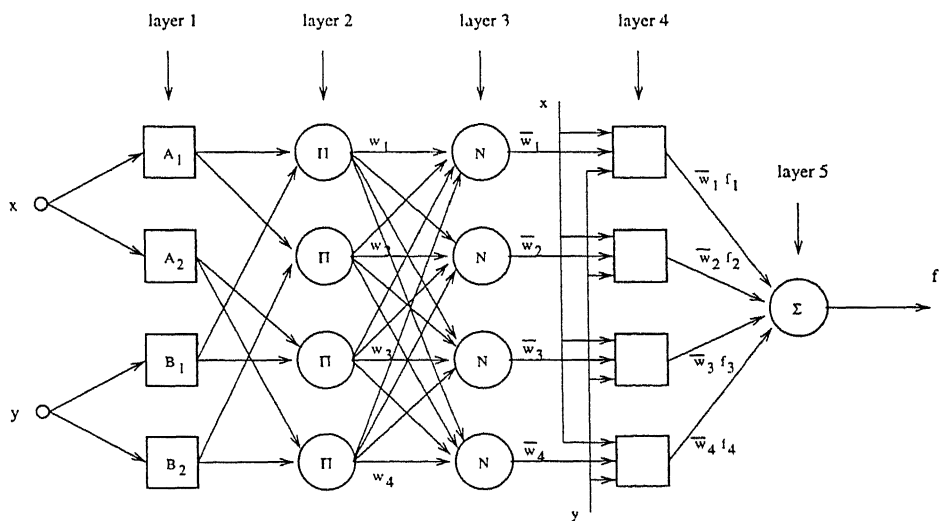 layer 1 layer 2 layer 3 layer 4
x
A₁ Π w₁ N w̅₁
w̅₁ f₁ layer 5
x
A₂ Π w₂ N w̅₂ w̅₂ f₂
Σ f
B₁ Π w₃ N w̅₃ w̅₃ f₃
y
B₂ Π w₄ N w̅₄ w̅₄ f₄
y